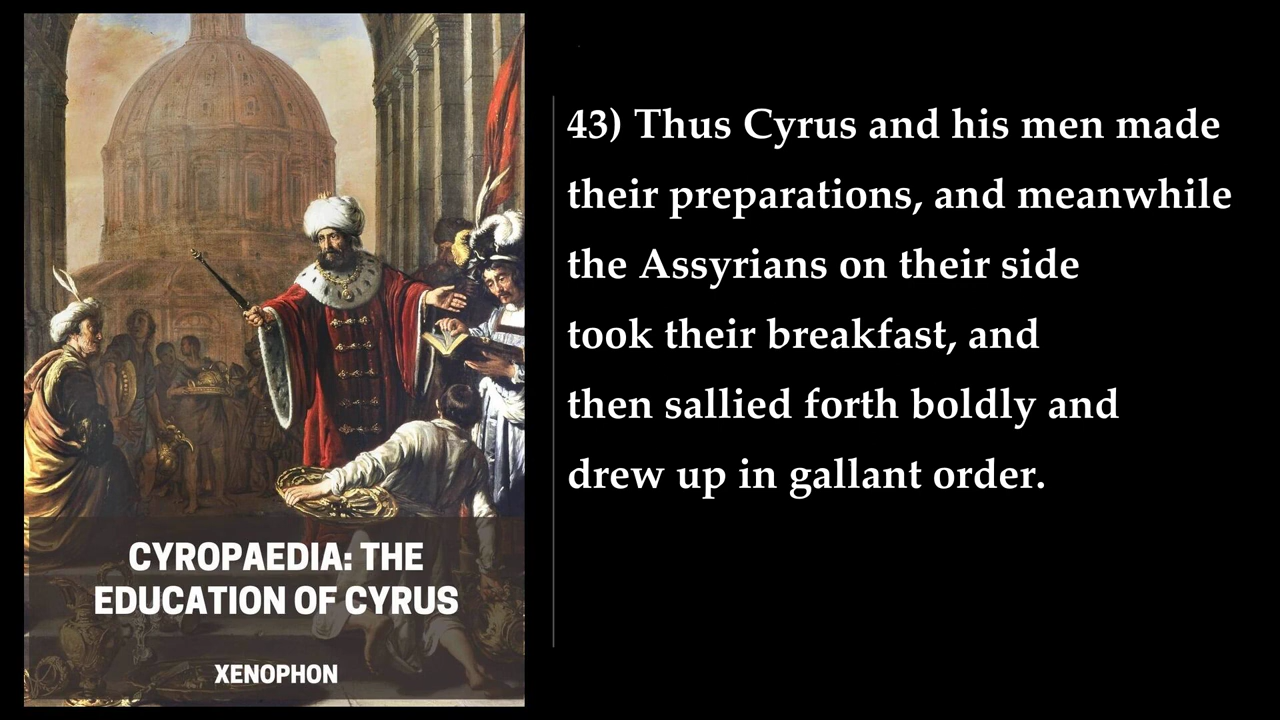 CYROPAEDIA: THE
EDUCATION OF CYRUS
XENOPHON
43) Thus Cyrus and his men made
their preparations, and meanwhile
the Assyrians on their side
took their breakfast, and
then sallied forth boldly and
drew up in gallant order.